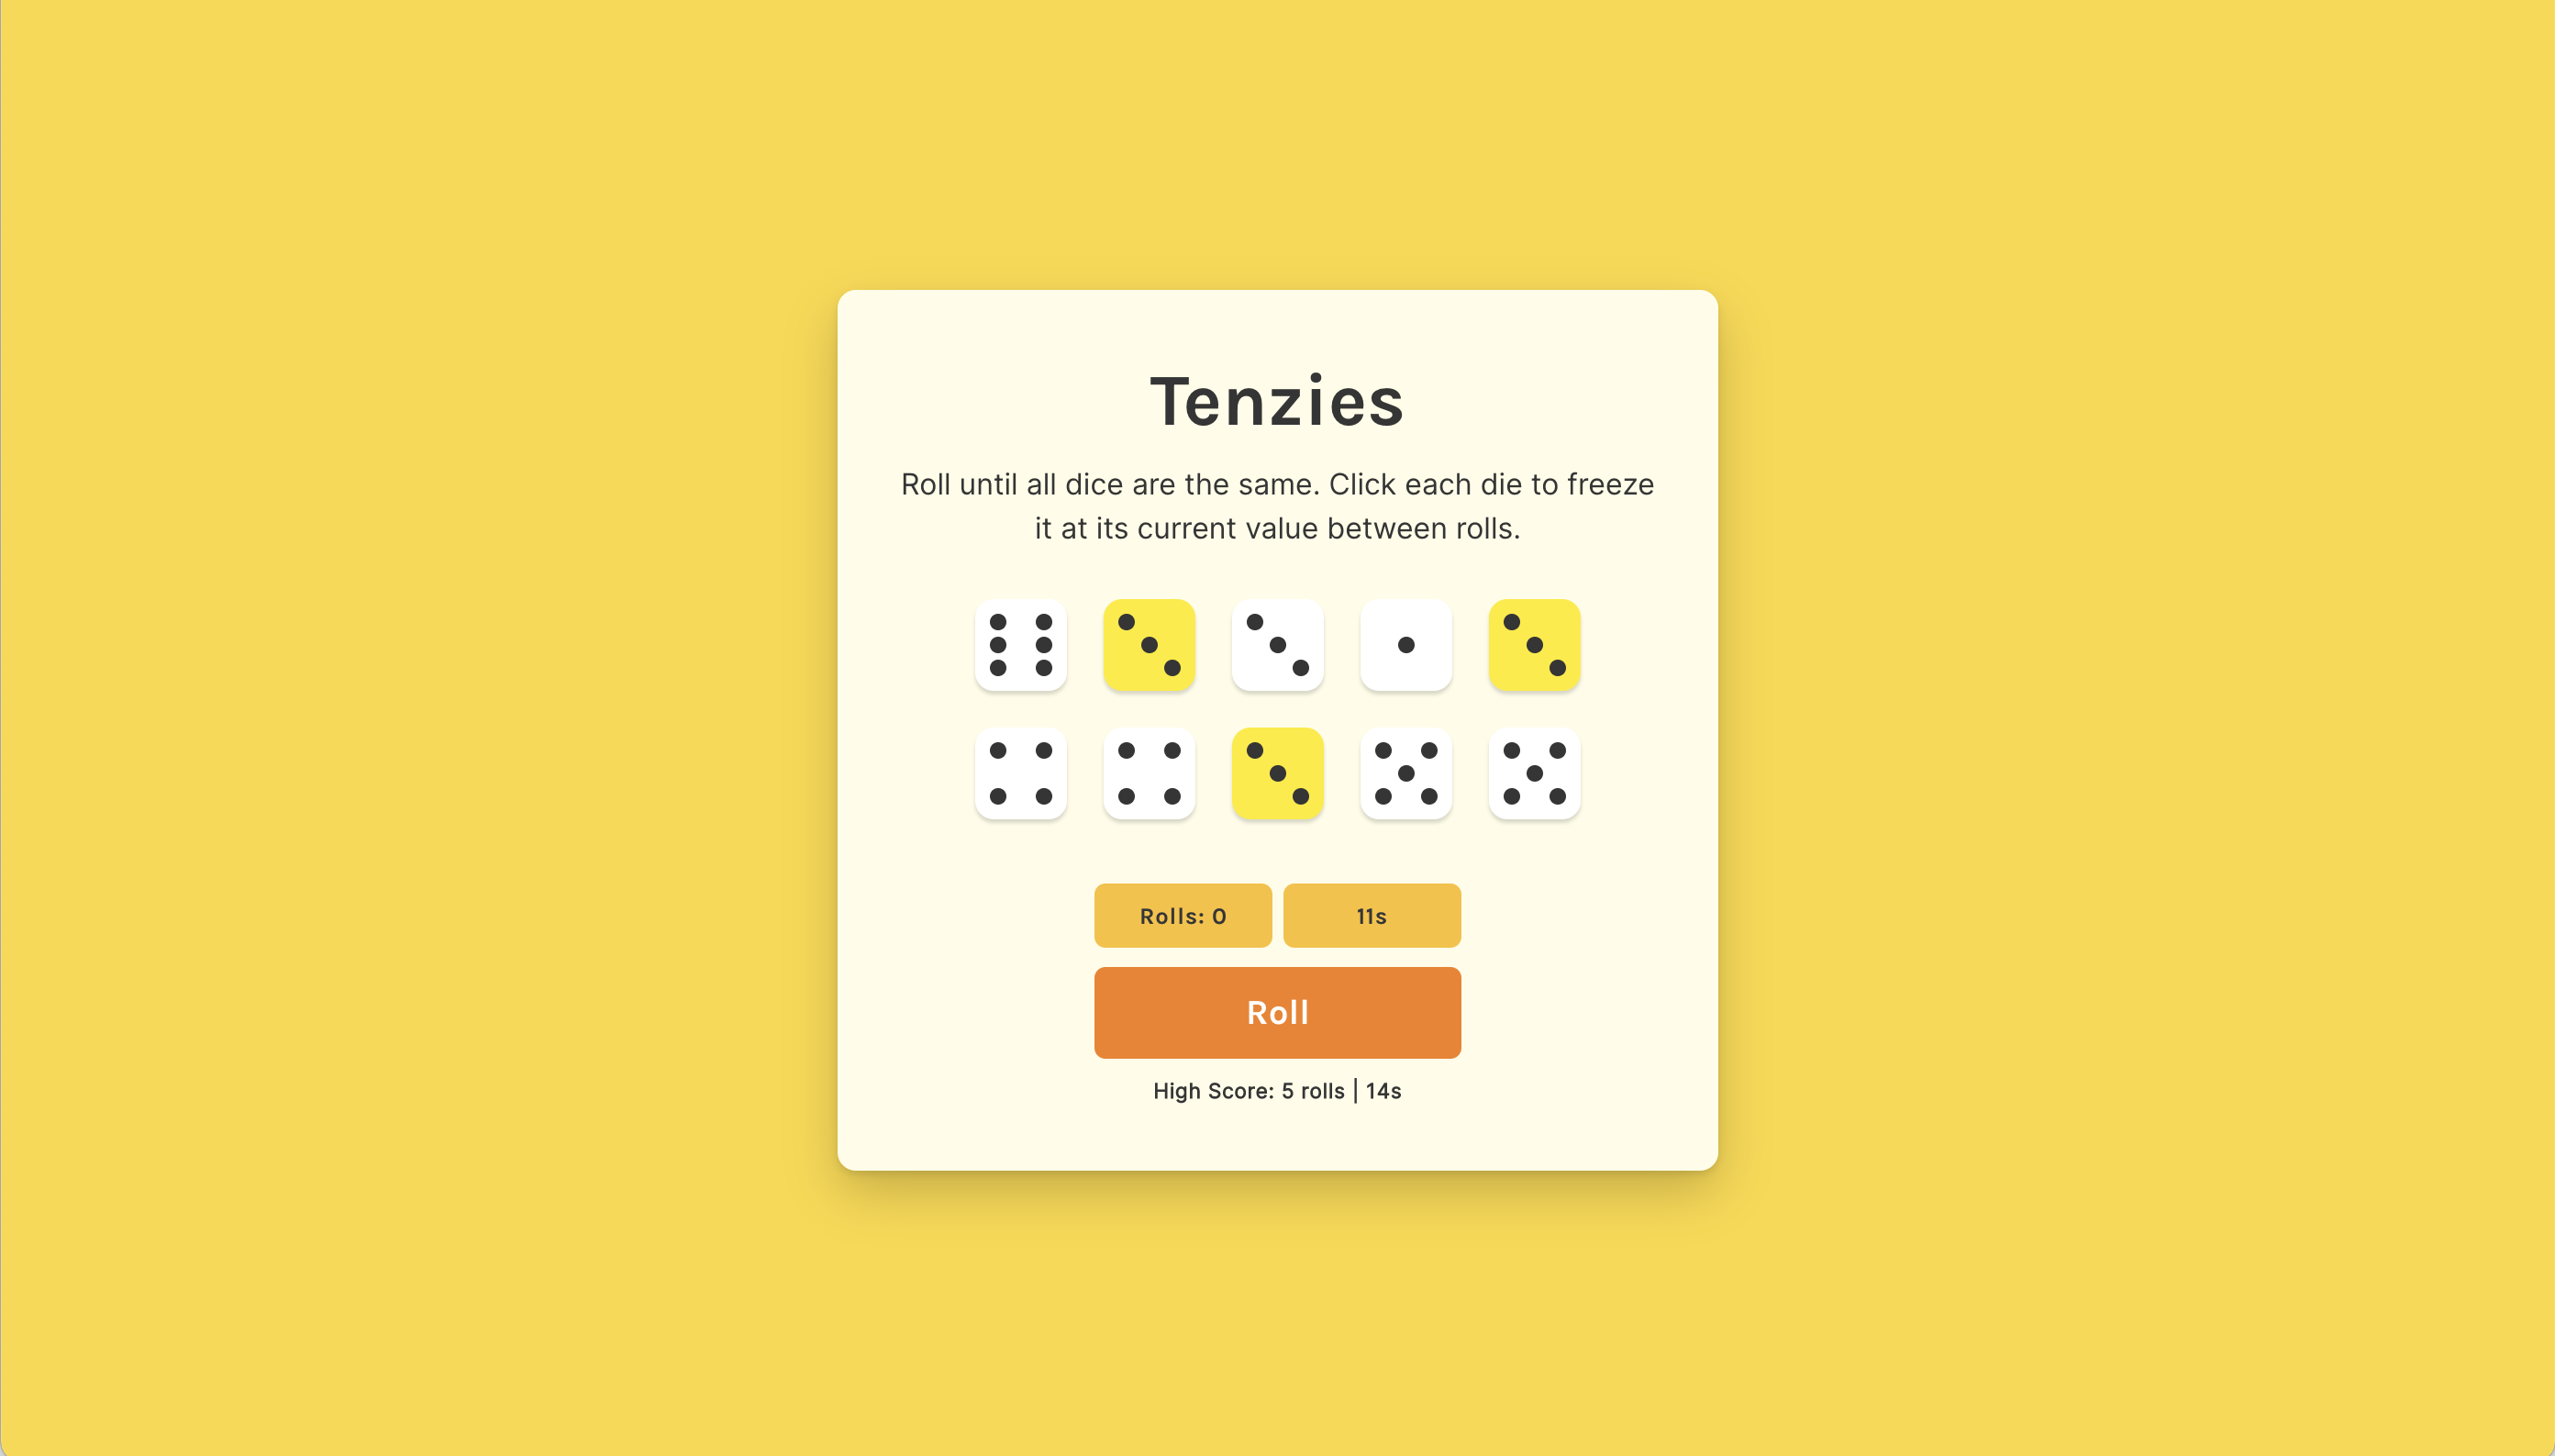 Tenzies
Roll until all dice are the same. Click each die to freeze
it at its current value between rolls.
Rolls: 0
11s
Roll
High Score: 5 rolls | 14s